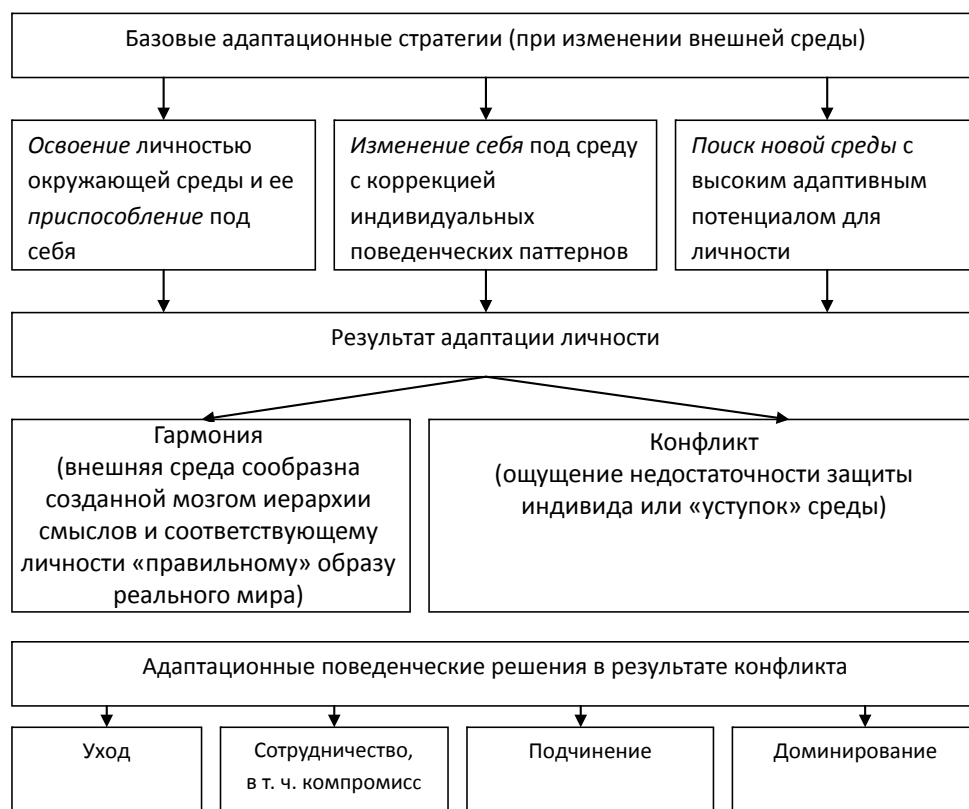 Базовые адаптационные стратегии (при изменении внешней среды)
Освоение личностью
окружающей среды и ее
приспособление под
себя
Изменение себя под среду
с коррекцией
индивидуальных
поведенческих паттернов
Поиск новой среды с
высоким адаптивным
потенциалом для
личности
Результат адаптации личности
Гармония
(внешняя среда сообразна
созданной мозгом иерархии
смыслов и соответствующему
личности «правильному» образу
реального мира)
Конфликт
(ощущение недостаточности защиты
индивида или «уступок» среды)
Адаптационные поведенческие решения в результате конфликта
Уход
Сотрудничество,
в т. ч. компромисс
Подчинение
Доминирование